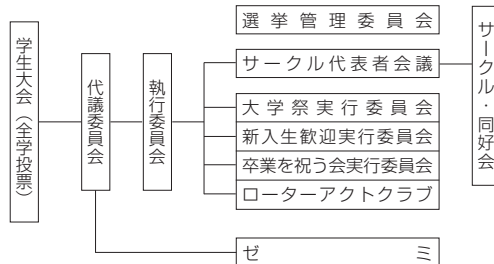 学生大会（全学投票）
代議委員会
執行委員会
選挙管理委員会
サークル代表者会議
大学祭実行委員会
新入生歓迎実行委員会
卒業を祝う会実行委員会
ローターアクトクラブ
ゼミ
サークル・同好会